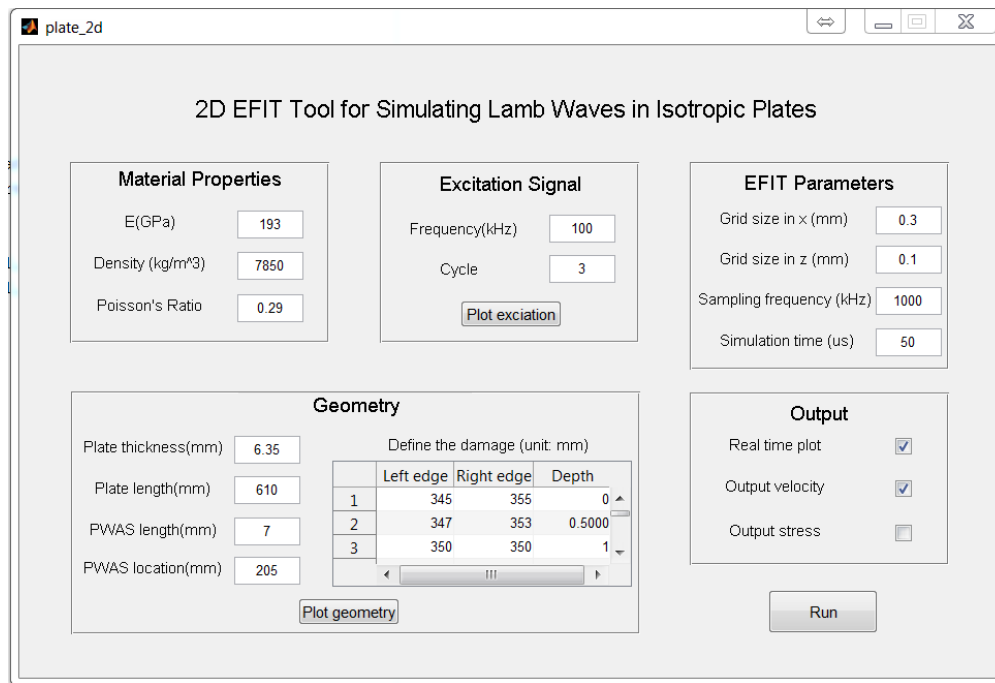 plate_2d
2D EFIT Tool for Simulating Lamb Waves in Isotropic Plates
Material Properties
E(GPa) 193
Density (kg/m^3) 7850
Poisson's Ratio 0.29
Excitation Signal
Frequency(kHz) 100
Cycle 3
Plot exciation
EFIT Parameters
Grid size in x (mm) 0.3
Grid size in z (mm) 0.1
Sampling frequency (kHz) 1000
Simulation time (us) 50
Geometry
Plate thickness(mm) 6.35
Plate length(mm) 610
PWAS length(mm) 7
PWAS location(mm) 205
Define the damage (unit: mm)
Left edge Right edge Depth
1 345 355 0
2 347 353 0.5000
3 350 350 1
Plot geometry
Output
Real time plot
Output velocity
Output stress
Run